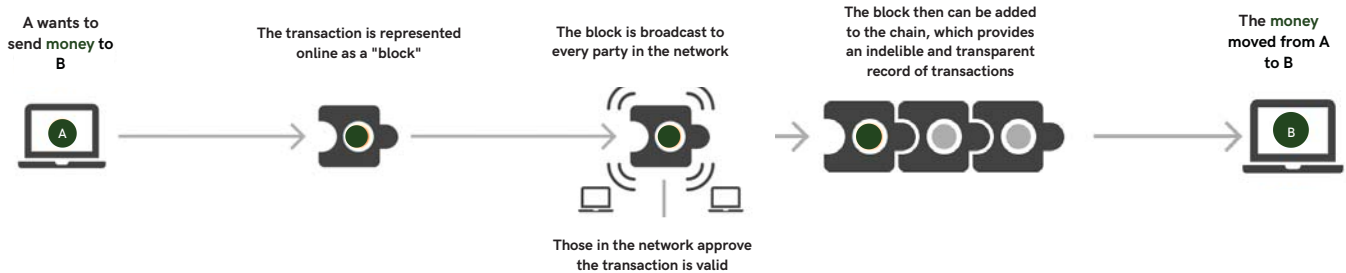 A wants to
send money to
B
A
The transaction is represented
online as a "block"
The block is broadcast to
every party in the network
Those in the network approve
the transaction is valid
The block then can be added
to the chain, which provides
an indelible and transparent
record of transactions
The money
moved from A
to B
B